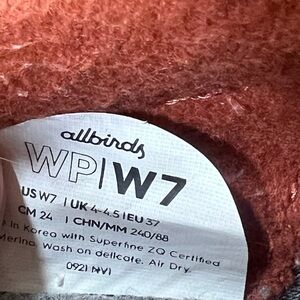 allbirds
WP|W7
US W7 | UK 4-4.5 | EU 37
CM 24 | CHN/MM 240/88
in Korea with Superfine ZQ Certified
Merino. Wash on delicate. Air Dry.
0921